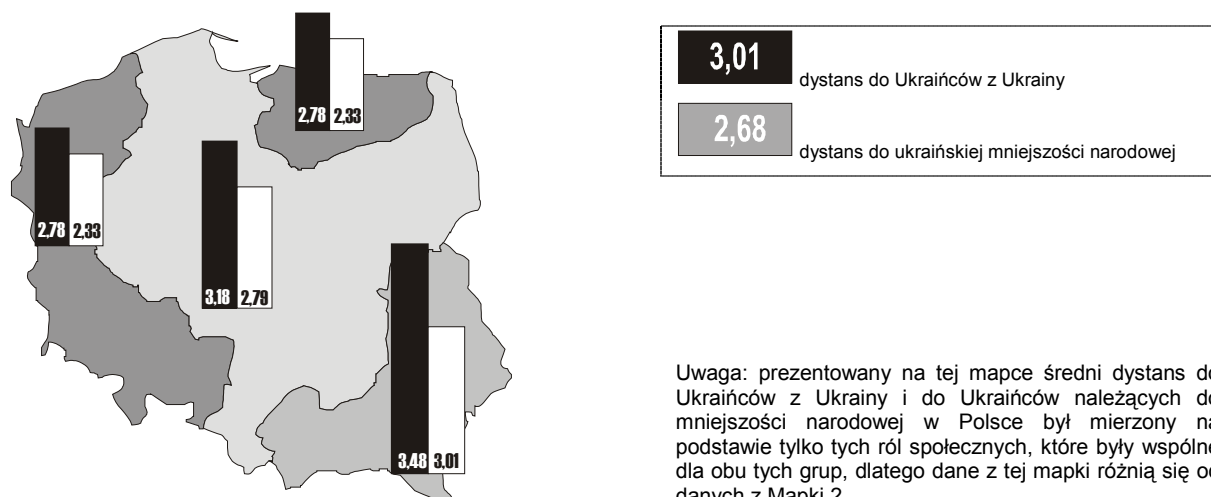 2,78 2,33
2,78 2,33
3,18 2,79
3,48 3,01
3,01 dystans do Ukraińców z Ukrainy
2,68 dystans do ukraińskiej mniejszości narodowej
Uwaga: prezentowany na tej mapce średni dystans do
Ukraińców z Ukrainy i do Ukraińców należących do
mniejszości narodowej w Polsce był mierzony na
podstawie tylko tych ról społecznych, które były wspólne
dla obu tych grup, dlatego dane z tej mapki różnią się od
danych z Mapki 2